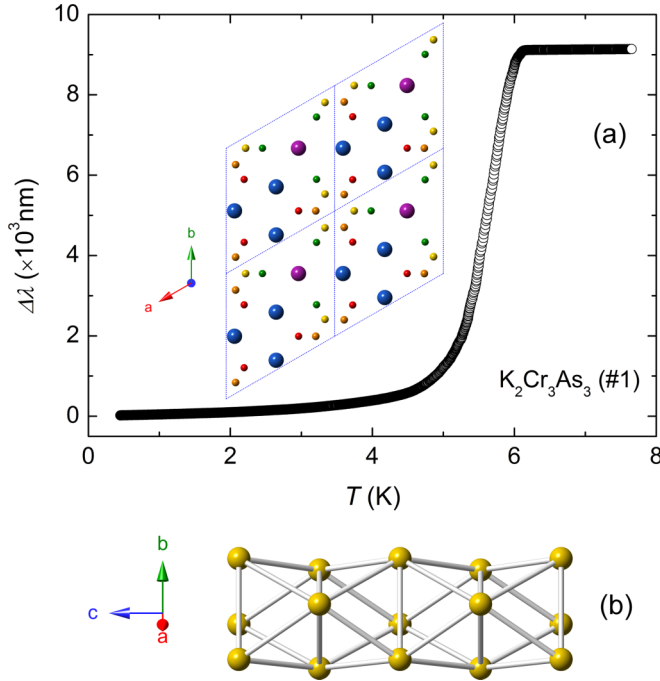 10
8
6
4
2
0
Δλ (×10³nm)
(a)
b
a
K₂Cr₃As₃ (#1)
0 2 4 6 8
T (K)
b
c
a
(b)